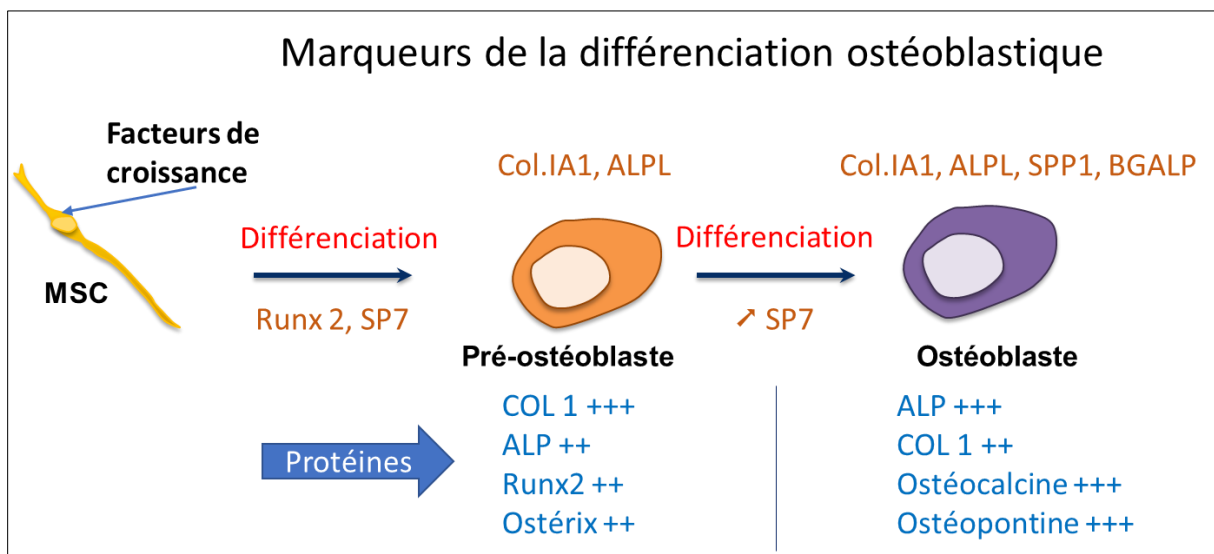 Marqueurs de la différenciation ostéoblastique
Facteurs de
croissance
MSC
Différenciation
Runx 2, SP7
Col.IA1, ALPL
Pré-ostéoblaste
Différenciation
↗ SP7
Col.IA1, ALPL, SPP1, BGALP
Ostéoblaste
Protéines
COL 1 +++
ALP ++
Runx2 ++
Ostérix ++
ALP +++
COL 1 ++
Ostéocalcine +++
Ostéopontine +++